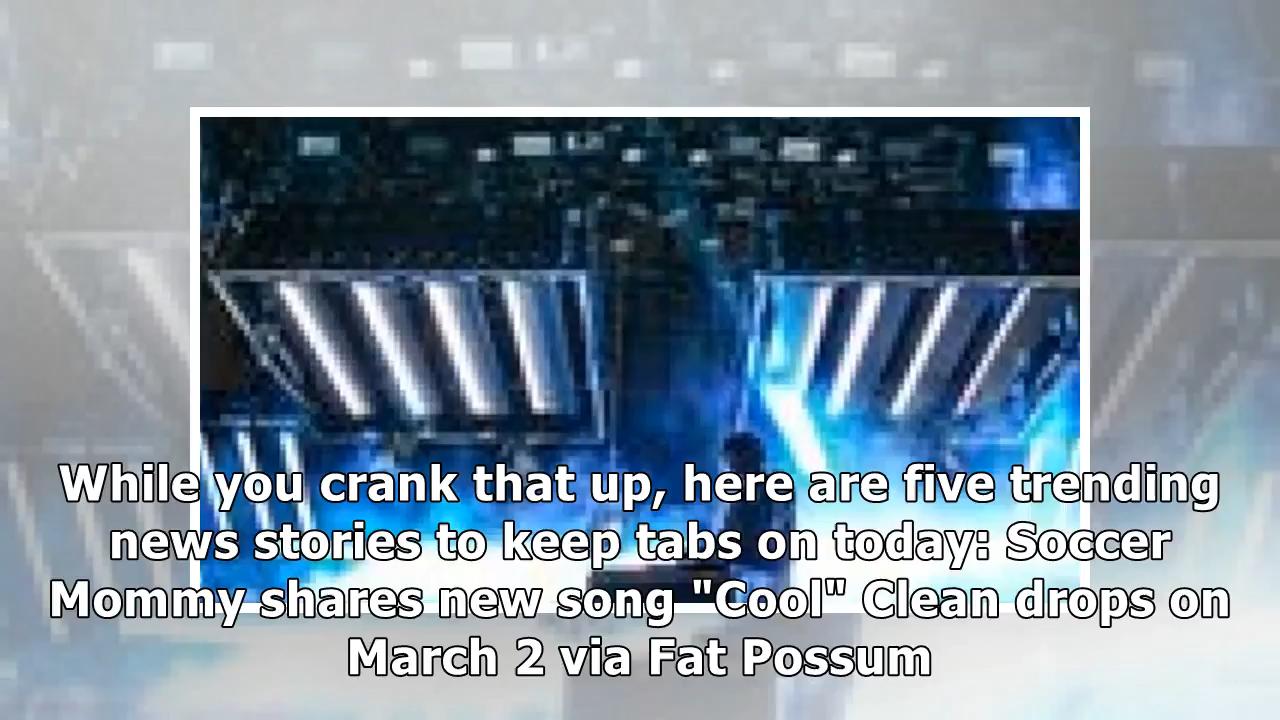 While you crank that up, here are five trending
news stories to keep tabs on today: Soccer
Mommy shares new song "Cool" Clean drops on
March 2 via Fat Possum